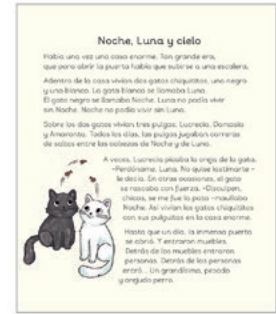 Noche, Luna y cielo
Había una vez una casa enorme. Tan grande era,
que para abrir la puerta había que subirse a una escalera.
Adentro de la casa vivían dos gatos chiquititos, uno negro
y una blanca. La gata blanca se llamaba Luna.
El gato negro se llamaba Noche. Luna no podía vivir
sin Noche. Noche no podía vivir sin Luna.
Sobre los dos gatos vivían tres pulgas: Lucrecia, Damasia
y Amaranta. Todos los días, las pulgas jugaban carreras
de saltos entre las cabezas de Noche y de Luna.
A veces, Lucrecia picaba la oreja de la gata.
–Perdóname, Luna. No quise lastimarte –
le decía. En otras ocasiones, el gato
se rascaba con fuerza. –Disculpen,
chicas, se me fue la pata –maullaba
Noche. Así vivían los gatos chiquititos
con sus pulguitas en la casa enorme.
Hasta que un día, la inmensa puerta
se abrió. Y entraron muebles.
Detrás de los muebles entraron
personas. Detrás de las personas
entró... Un grandísimo, pesado
y orejudo perro.